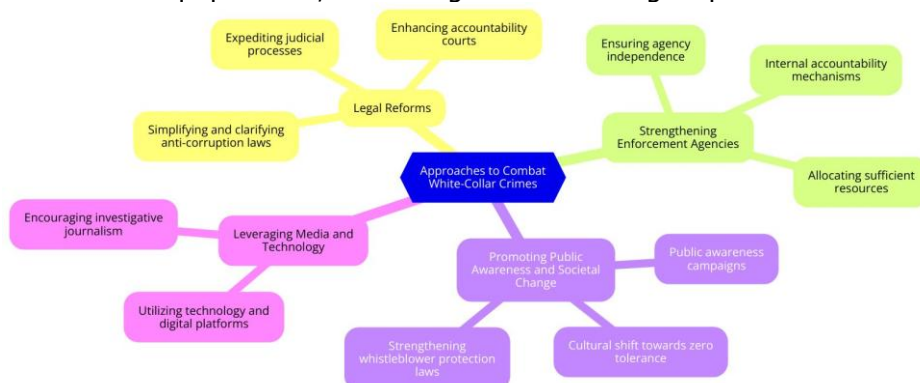 Expediting judicial
processes
Enhancing accountability
courts
Legal Reforms
Simplifying and clarifying
anti-corruption laws
Ensuring agency
independence
Internal accountability
mechanisms
Strengthening
Enforcement Agencies
Allocating sufficient
resources
Approaches to Combat
White-Collar Crimes
Encouraging investigative
journalism
Leveraging Media and
Technology
Utilizing technology and
digital platforms
Promoting Public
Awareness and Societal
Change
Public awareness
campaigns
Strengthening
whistleblower protection
laws
Cultural shift towards zero
tolerance